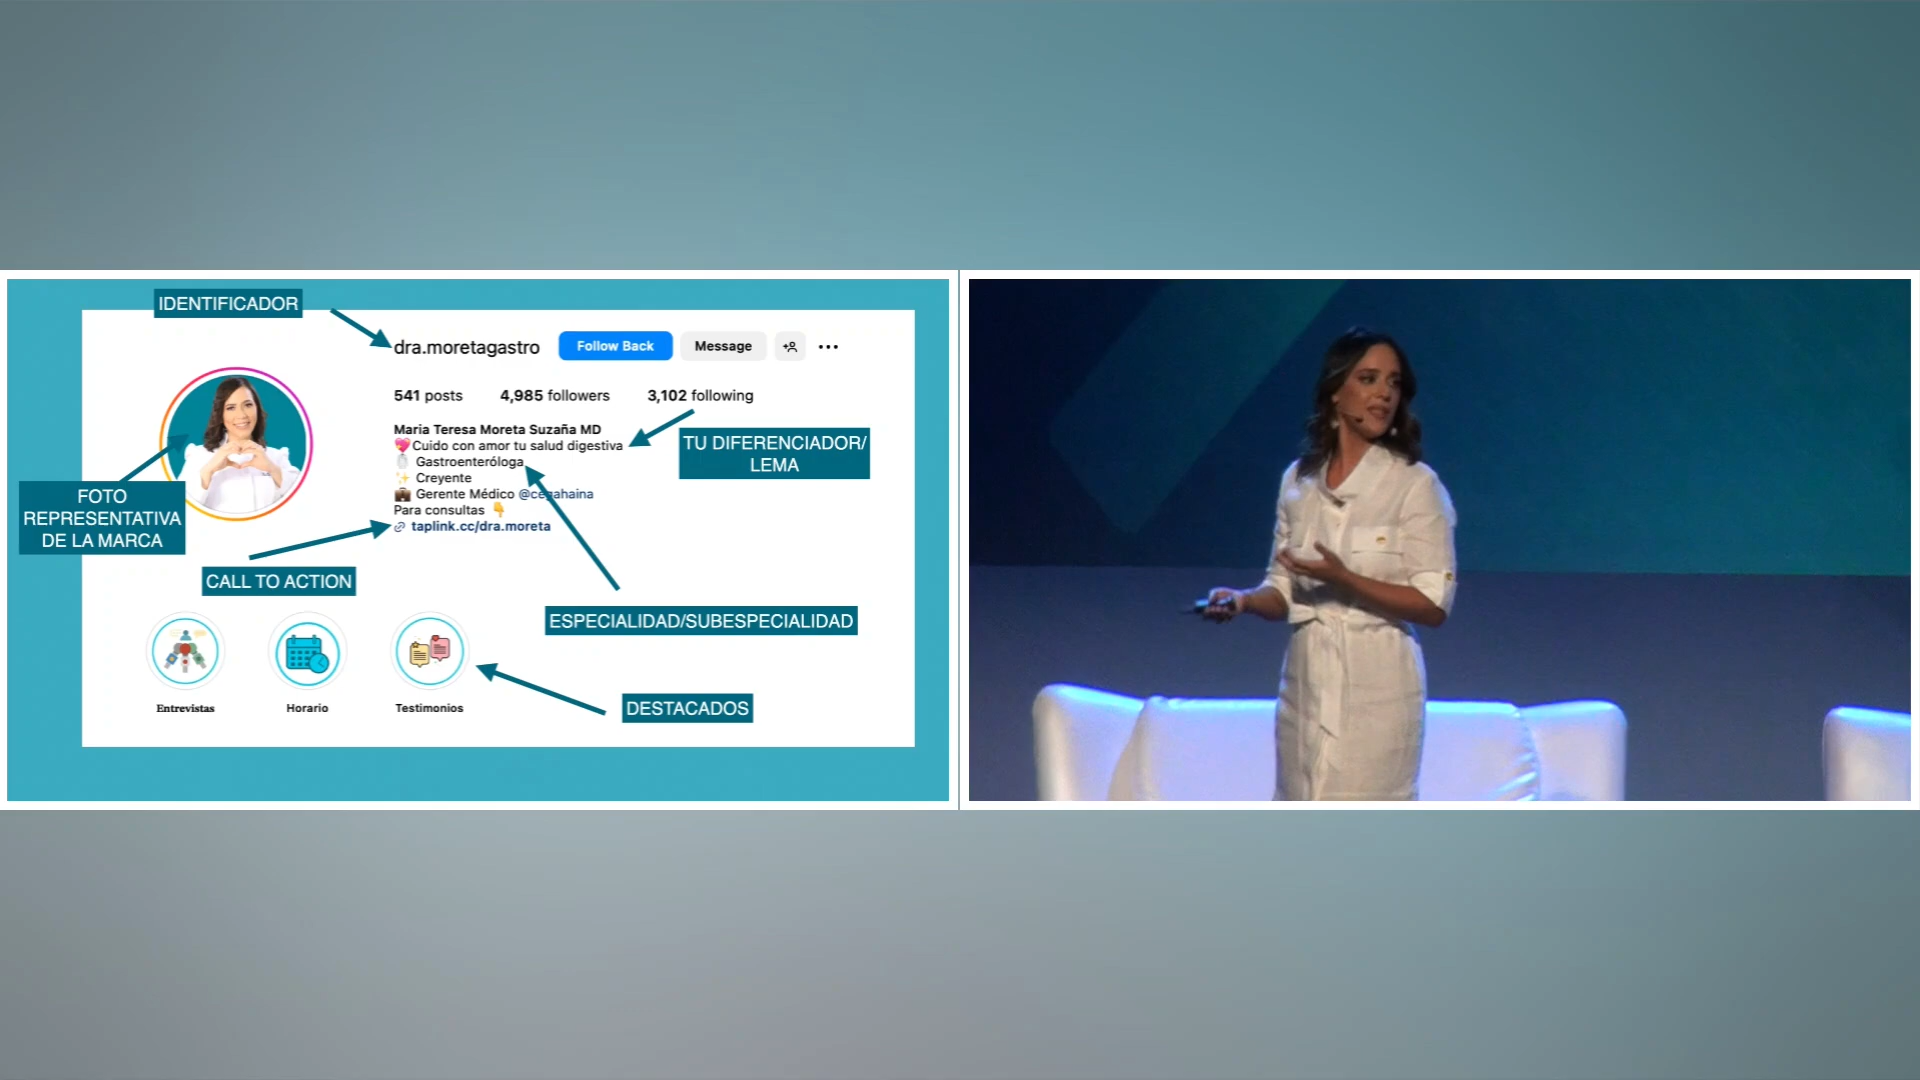 IDENTIFICADOR
dra.moretagastro Follow Back Message
541 posts 4,985 followers 3,102 following
Maria Teresa Moreta Suzaña MD
💖Cuido con amor tu salud digestiva
Gastroenteróloga
✨ Creyente
💼 Gerente Médico
Para consultas 👇
taplink.cc/dra.moreta
TU DIFERENCIADOR/
LEMA
FOTO
REPRESENTATIVA
DE LA MARCA
CALL TO ACTION
ESPECIALIDAD/SUBESPECIALIDAD
Entrevistas Horario Testimonios
DESTACADOS